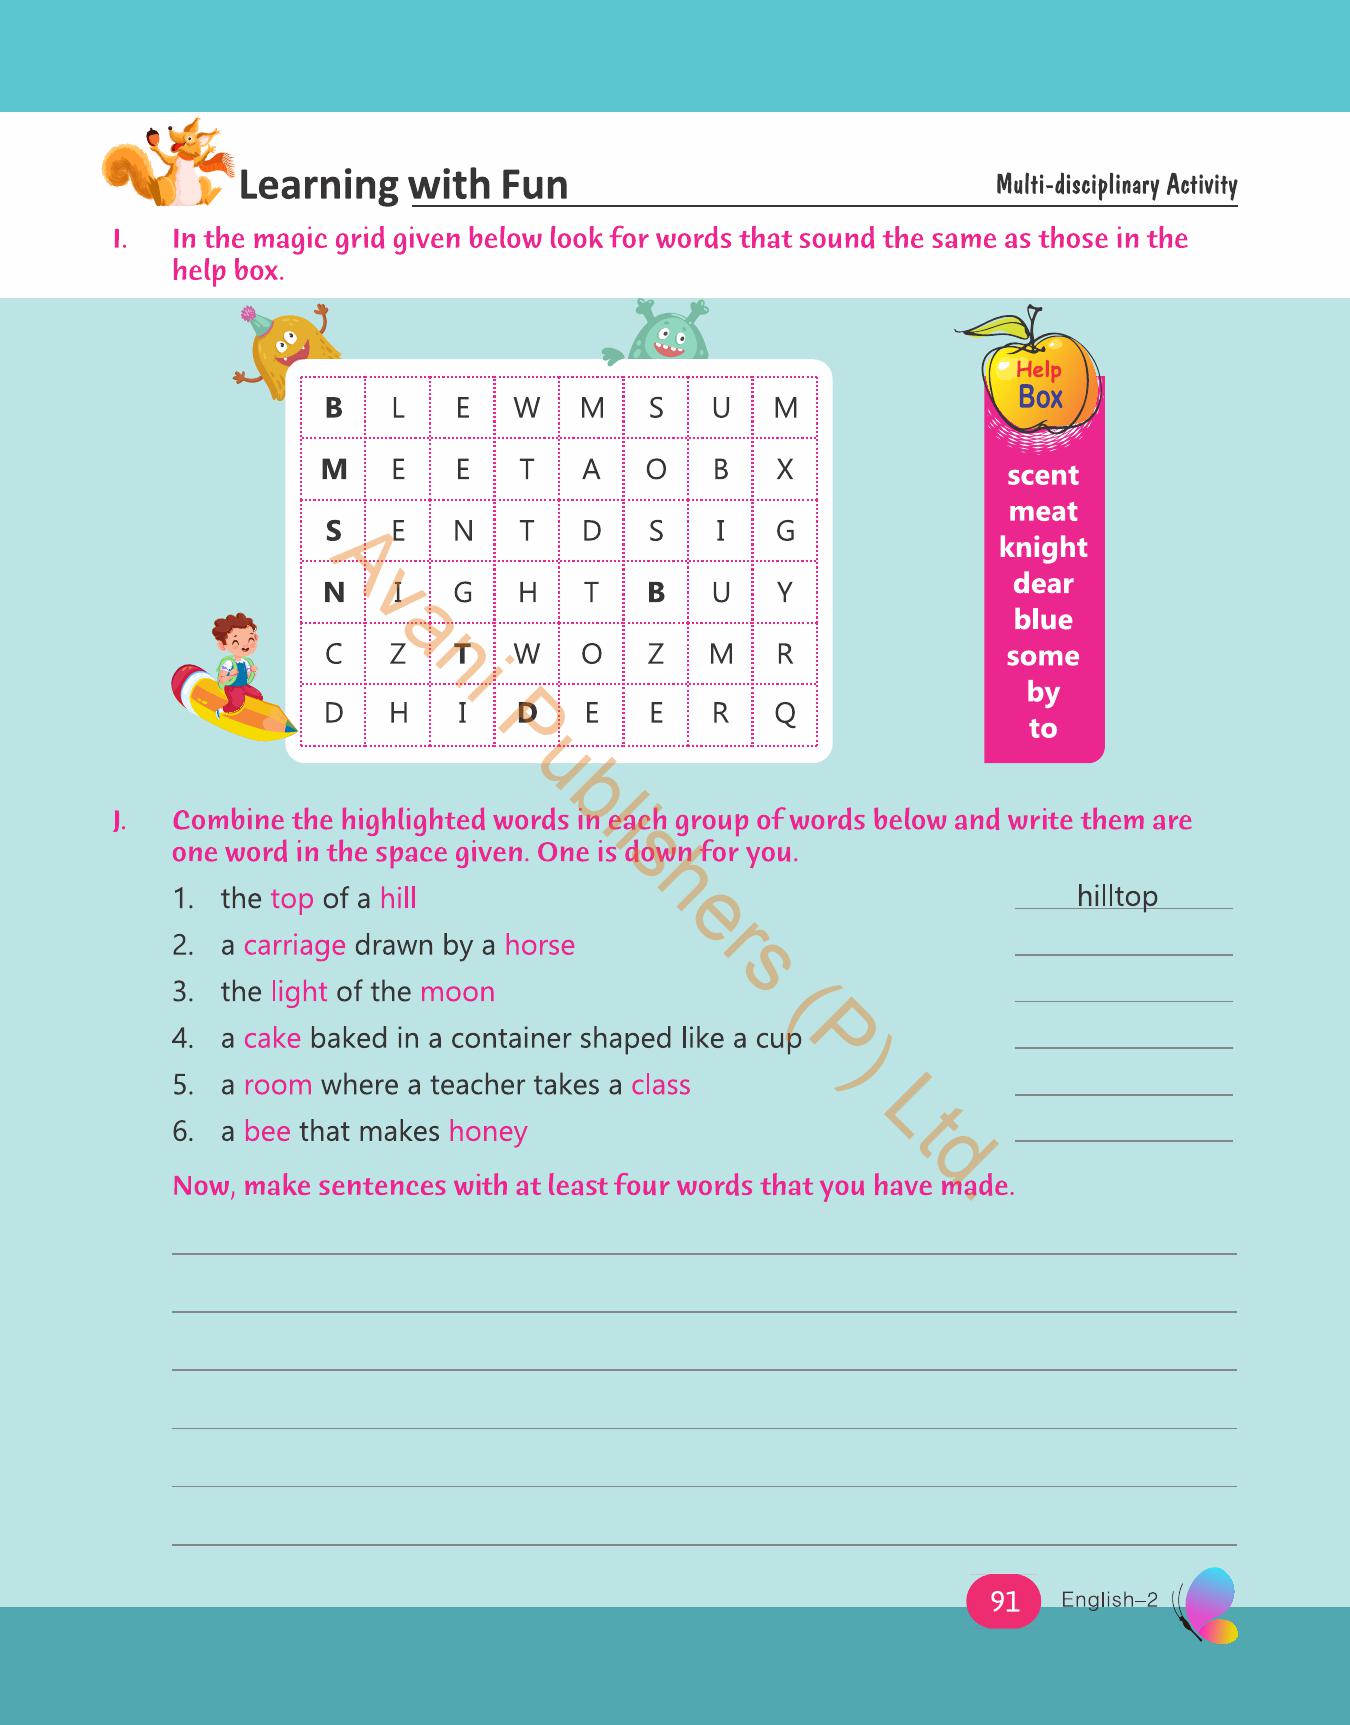 Learning with Fun
Multi-disciplinary Activity
I. In the magic grid given below look for words that sound the same as those in the
help box.
B L E W M S U M
M E E T A O B X
S E N T D S I G
N I G H T B U Y
C Z T W O Z M R
D H I D E E R Q
Help
Box
scent
meat
knight
dear
blue
some
by
to
J. Combine the highlighted words in each group of words below and write them are
one word in the space given. One is down for you.
1. the top of a hill hilltop
2. a carriage drawn by a horse
3. the light of the moon
4. a cake baked in a container shaped like a cup
5. a room where a teacher takes a class
6. a bee that makes honey
Now, make sentences with at least four words that you have made.
91 English–2
Avani Publishers (P) Ltd.